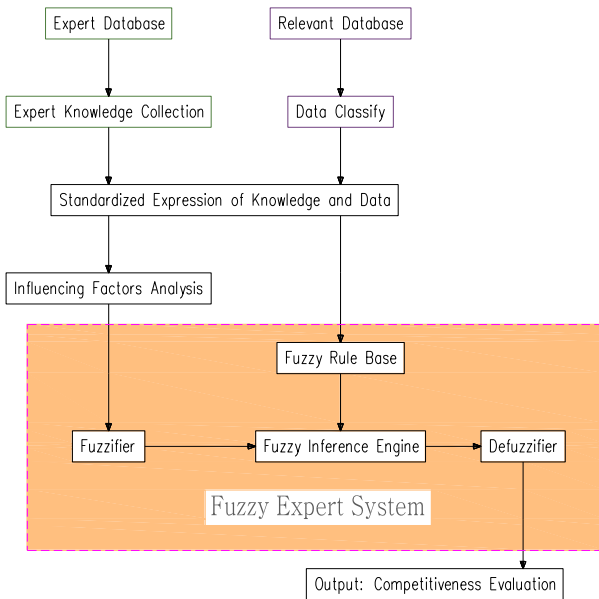 Expert Database
Relevant Database
Expert Knowledge Collection
Data Classify
Standardized Expression of Knowledge and Data
Influencing Factors Analysis
Fuzzy Rule Base
Fuzzifier
Fuzzy Inference Engine
Defuzzifier
Fuzzy Expert System
Output: Competitiveness Evaluation